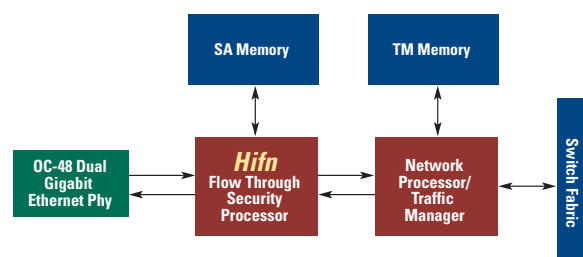 SA Memory
TM Memory
OC-48 Dual
Gigabit
Ethernet Phy
Hifn
Flow Through
Security
Processor
Network
Processor/
Traffic
Manager
Switch Fabric